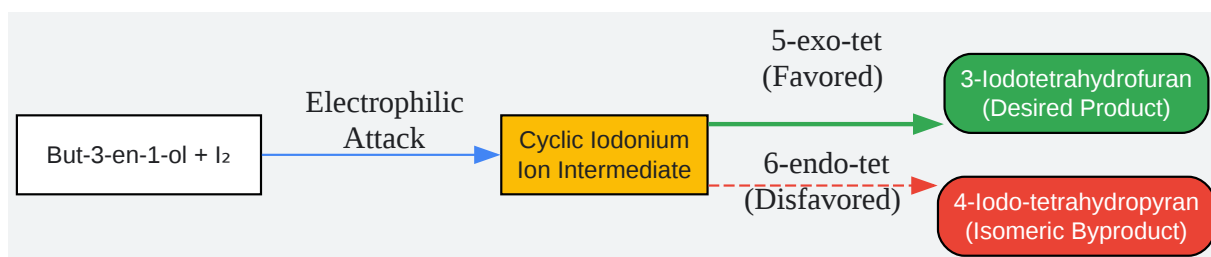 But-3-en-1-ol + I₂
Electrophilic
Attack
Cyclic Iodonium
Ion Intermediate
5-exo-tet
(Favored)
3-Iodotetrahydrofuran
(Desired Product)
6-endo-tet
(Disfavored)
4-Iodo-tetrahydropyran
(Isomeric Byproduct)